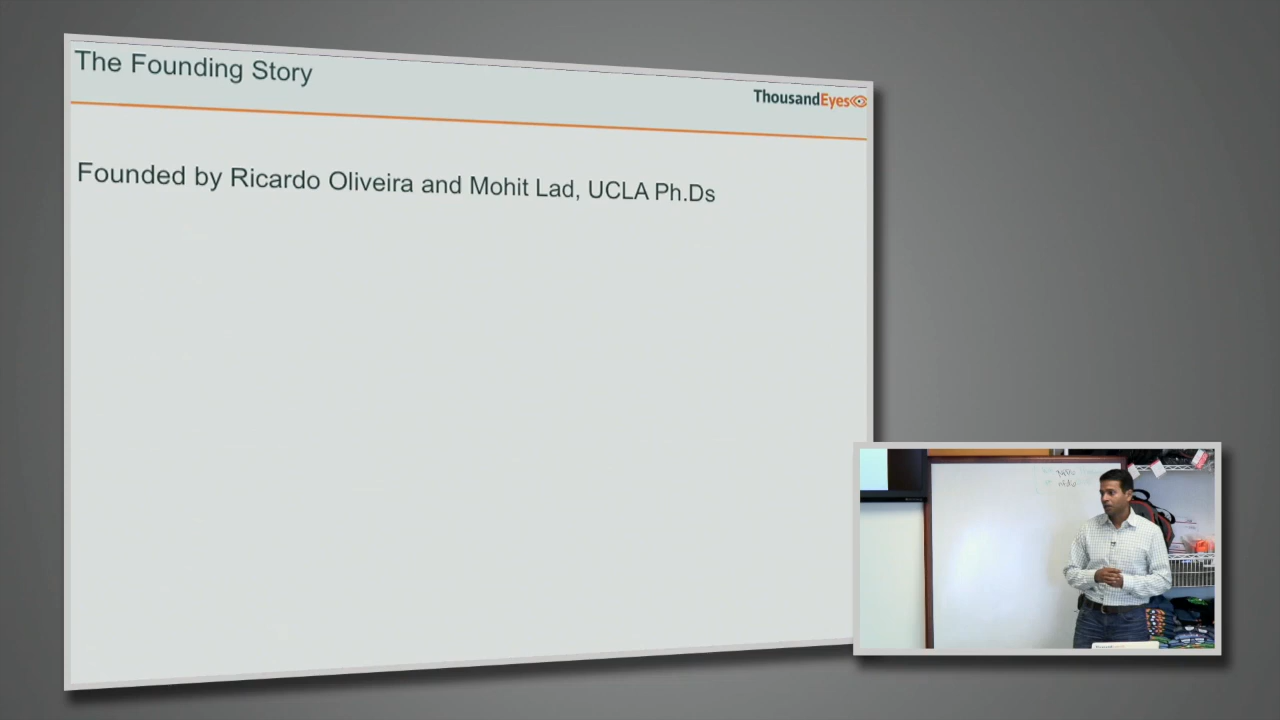 The Founding Story
ThousandEyes
Founded by Ricardo Oliveira and Mohit Lad, UCLA Ph.Ds